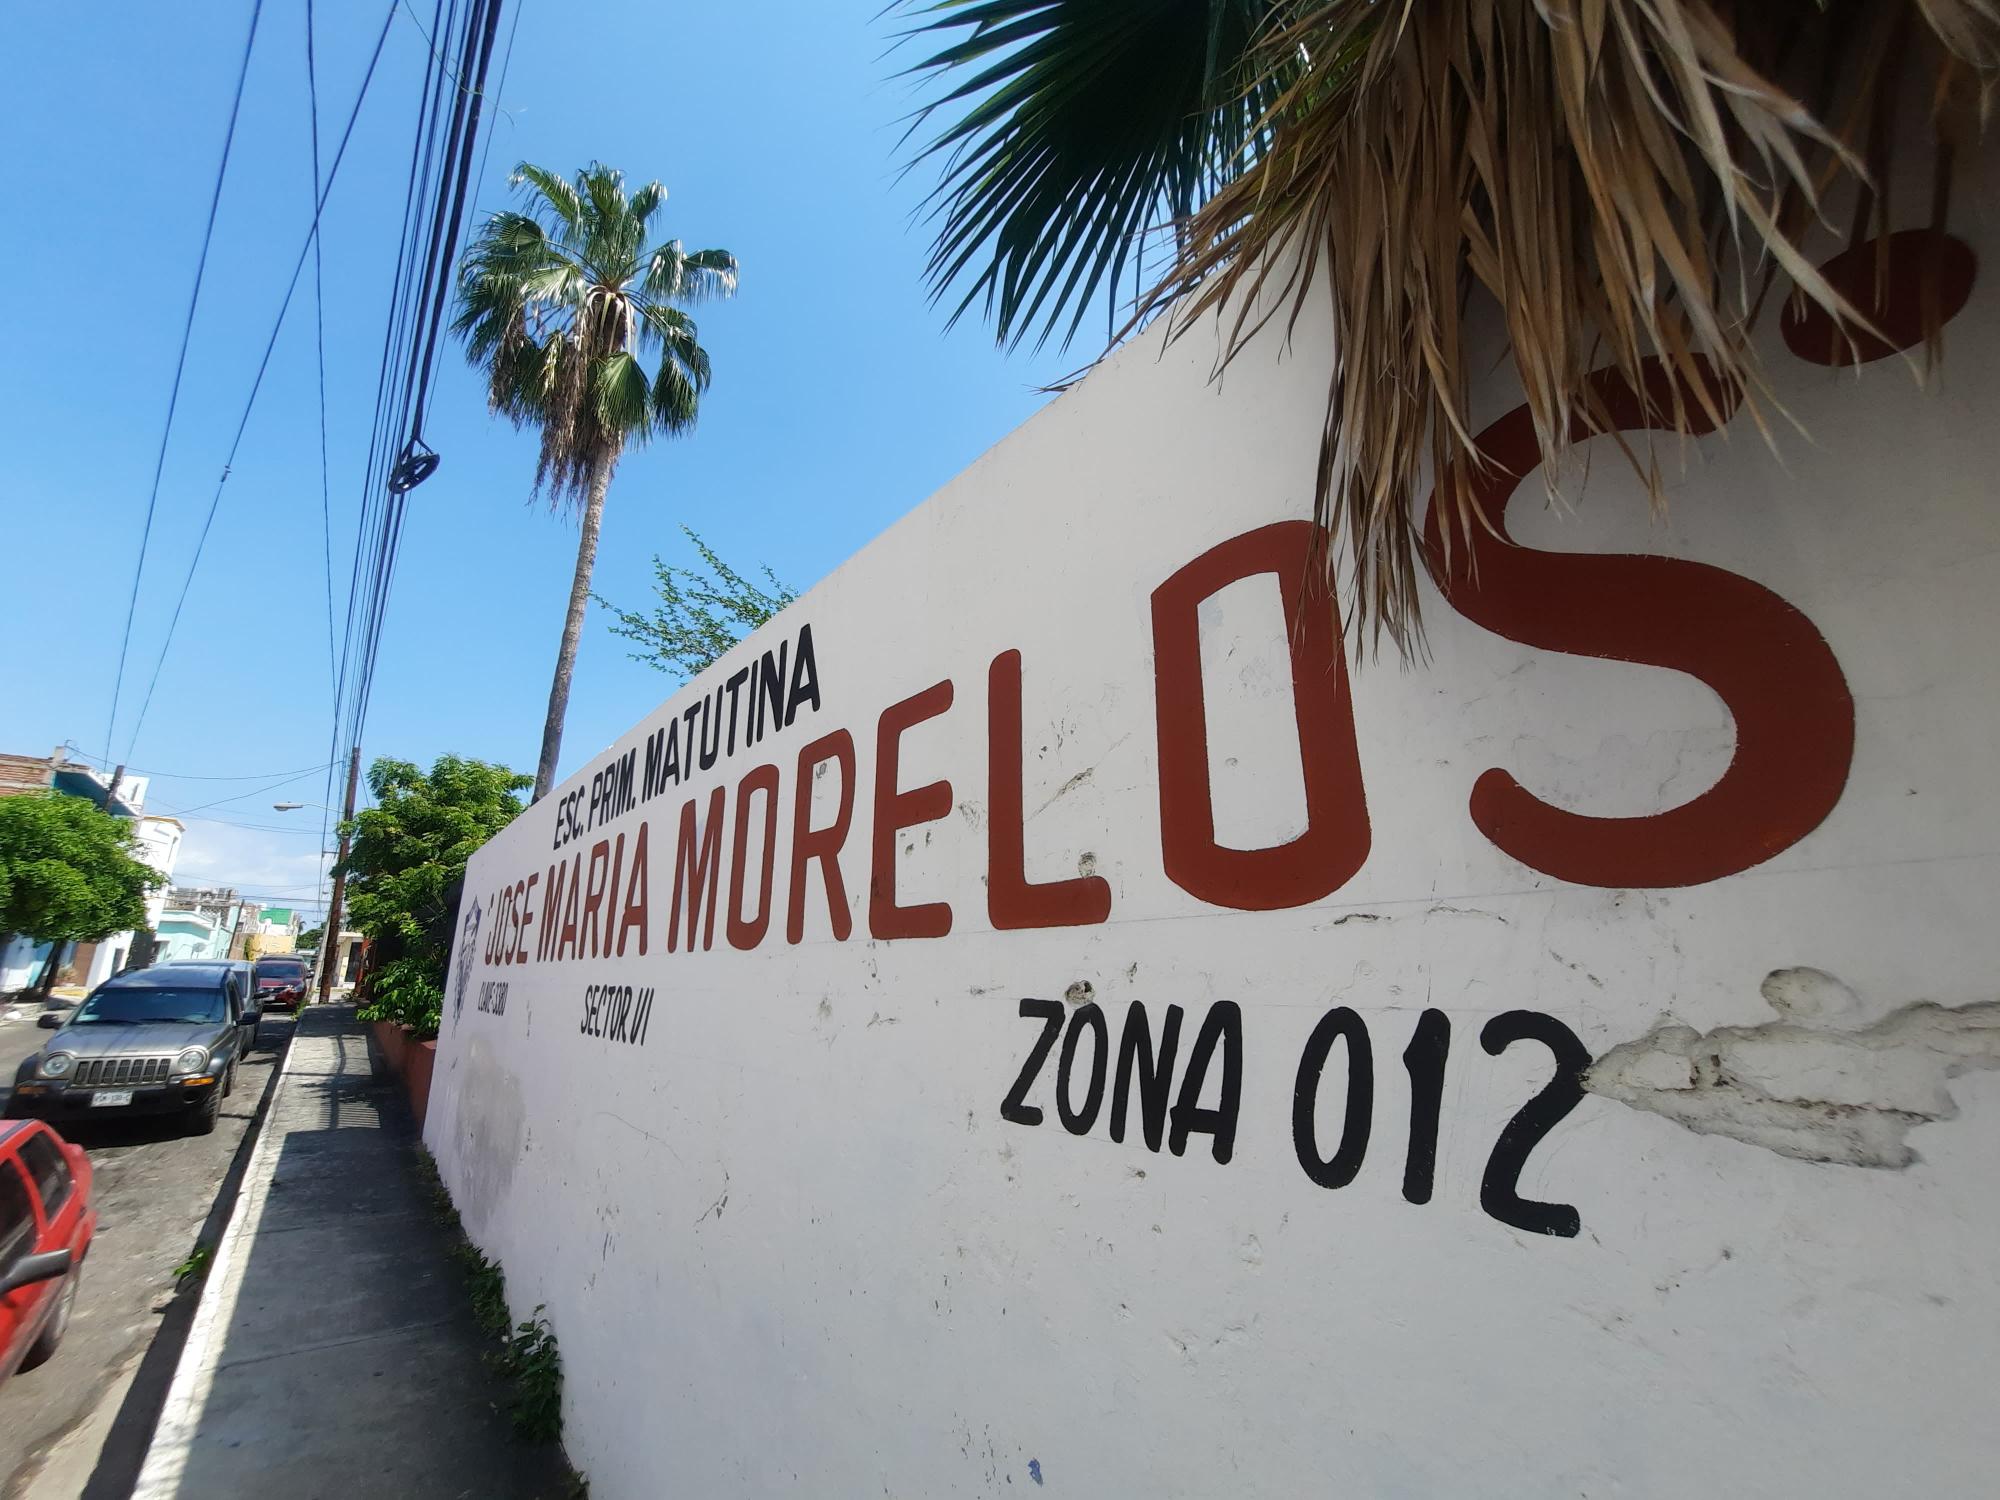 ESC. PRIM. MATUTINA
"JOSE MARIA MORELOS"
SECTOR VI
ZONA 012